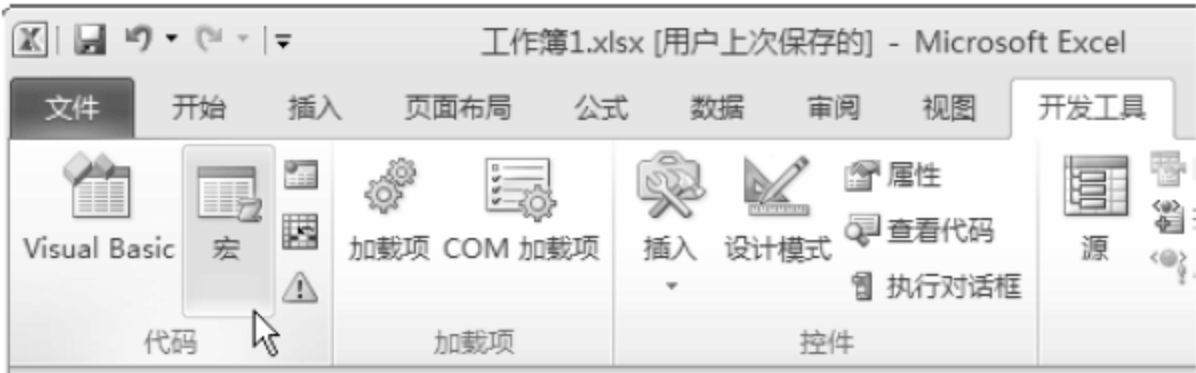 工作簿1.xlsx [用户上次保存的] - Microsoft Excel
文件 开始 插入 页面布局 公式 数据 审阅 视图 开发工具
属性
查看代码
Visual Basic 宏 加载项 COM 加载项 插入 设计模式 源
执行对话框
代码 加载项 控件